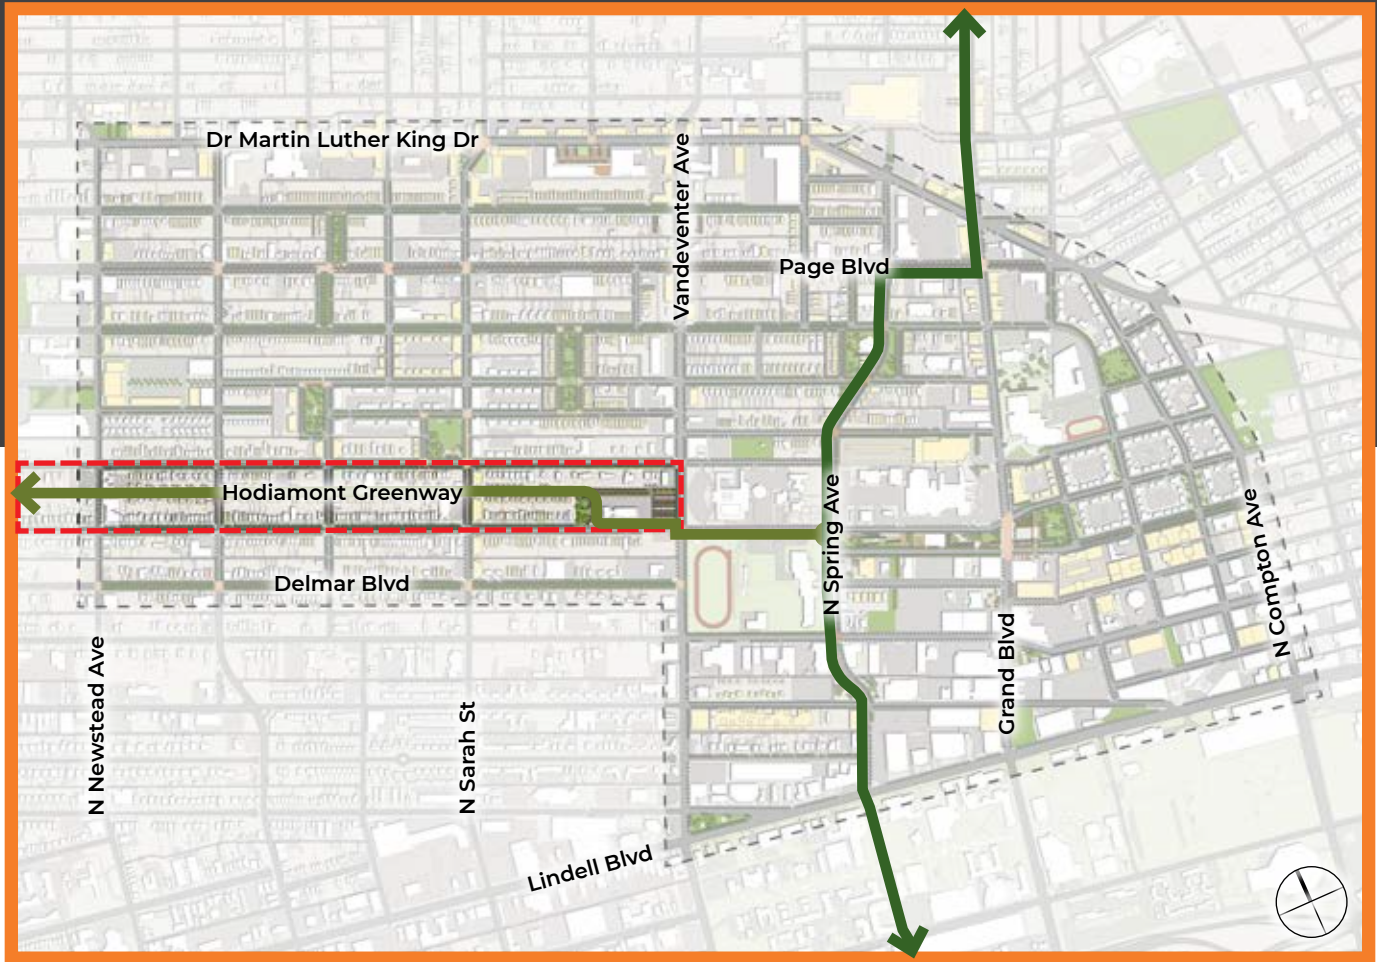 Dr Martin Luther King Dr
Vandeventer Ave
Page Blvd
Hodiamont Greenway
N Spring Ave
N Compton Ave
Delmar Blvd
N Newstead Ave
N Sarah St
Grand Blvd
Lindell Blvd